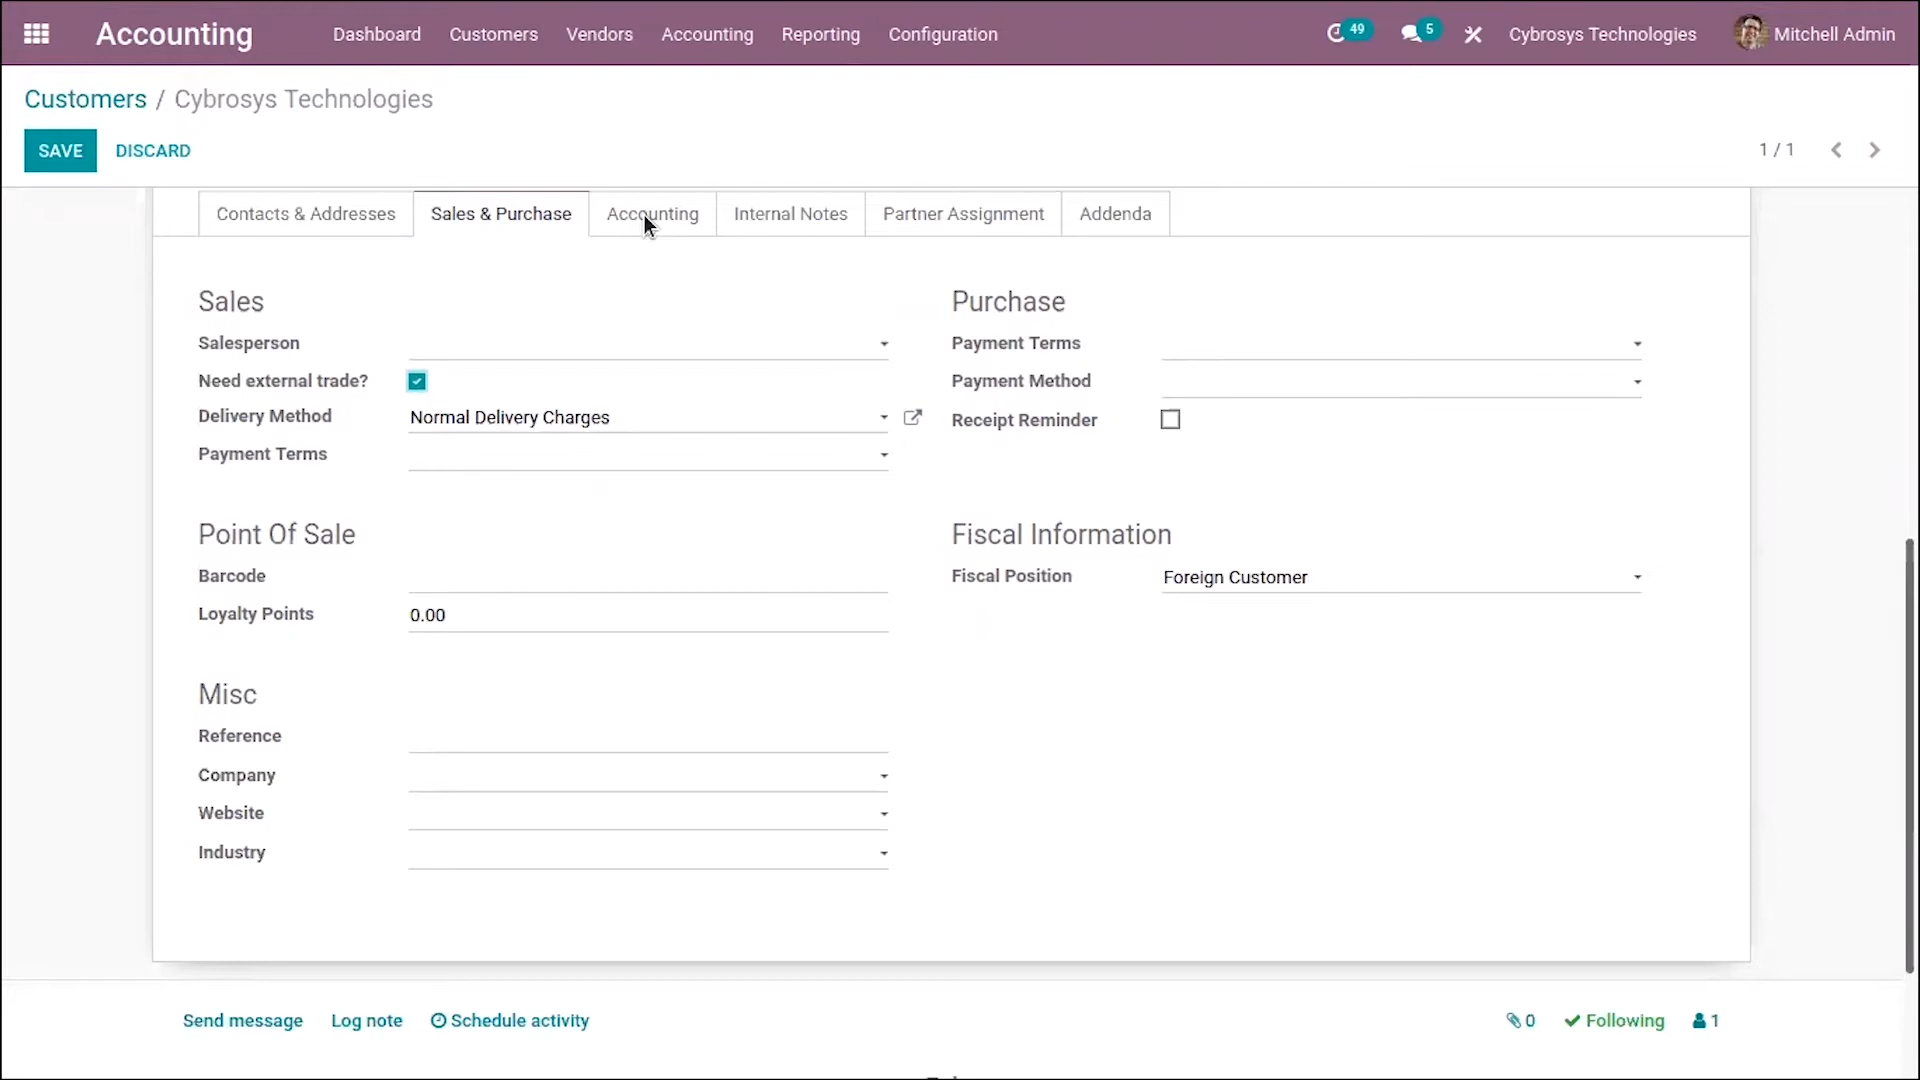 Accounting Dashboard Customers Vendors Accounting Reporting Configuration 49 5 Cybrosys Technologies Mitchell Admin
Customers / Cybrosys Technologies
SAVE DISCARD 1 / 1
Contacts & Addresses Sales & Purchase Accounting Internal Notes Partner Assignment Addenda
Sales
Salesperson
Need external trade?
Delivery Method Normal Delivery Charges
Payment Terms
Purchase
Payment Terms
Payment Method
Receipt Reminder
Point Of Sale
Barcode
Loyalty Points 0.00
Fiscal Information
Fiscal Position Foreign Customer
Misc
Reference
Company
Website
Industry
Send message Log note Schedule activity 0 Following 1